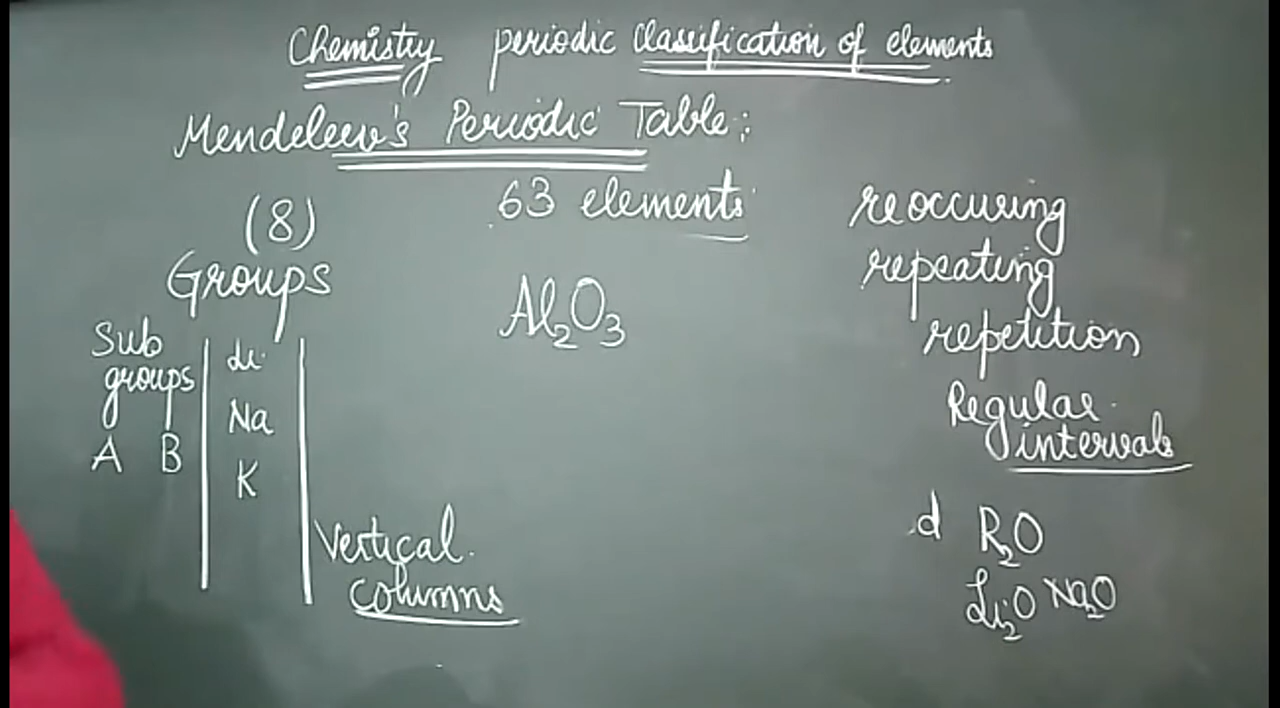 Chemistry periodic classification of elements
Mendeleev's Periodic Table:
63 elements
(8)
Groups
Sub
groups
A B
Li
Na
K
Vertical
columns
Al₂O₃
reoccuring
repeating
repetition
Regular
intervals
d R₂O
Li₂O Na₂O